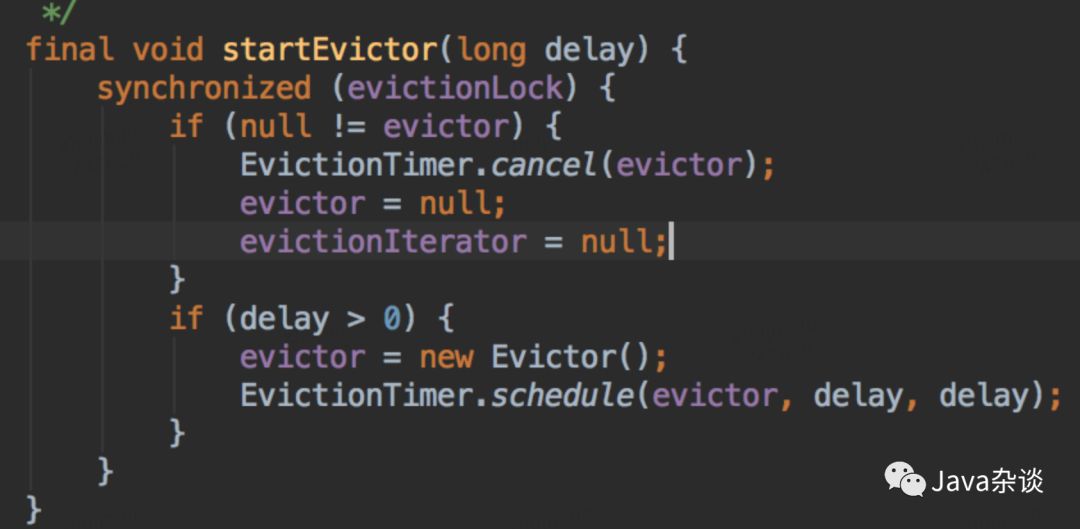 */
final void startEvictor(long delay) {
synchronized (evictionLock) {
if (null != evictor) {
EvictionTimer.cancel(evictor);
evictor = null;
evictionIterator = null;
}
if (delay > 0) {
evictor = new Evictor();
EvictionTimer.schedule(evictor, delay, delay);
}
}
}
Java杂谈